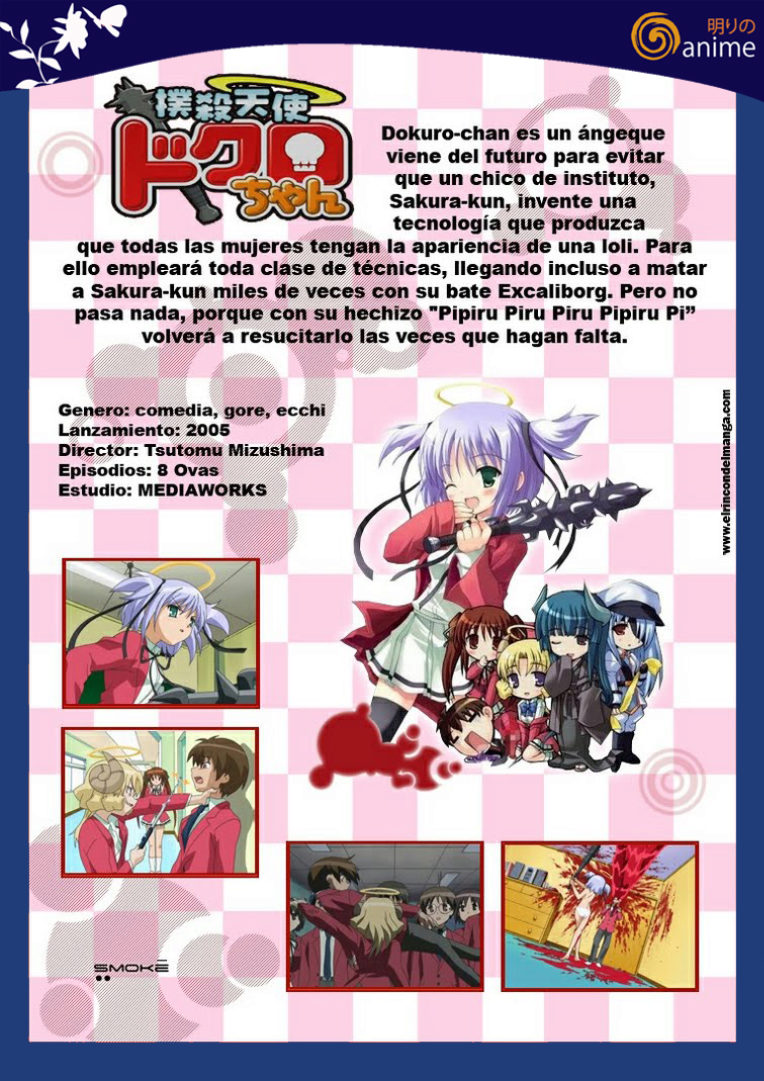 明りの
anime
撲殺天使
ドクロ
ちゃん
Dokuro-chan es un ángeque
viene del futuro para evitar
que un chico de instituto,
Sakura-kun, invente una
tecnología que produzca
que todas las mujeres tengan la apariencia de una loli. Para
ello empleará toda clase de técnicas, llegando incluso a matar
a Sakura-kun miles de veces con su bate Excaliborg. Pero no
pasa nada, porque con su hechizo "Pipiru Piru Piru Pipiru Pi”
volverá a resucitarlo las veces que hagan falta.
Genero: comedia, gore, ecchi
Lanzamiento: 2005
Director: Tsutomu Mizushima
Episodios: 8 Ovas
Estudio: MEDIAWORKS
www.elrincondelmanga.com
SMOKE